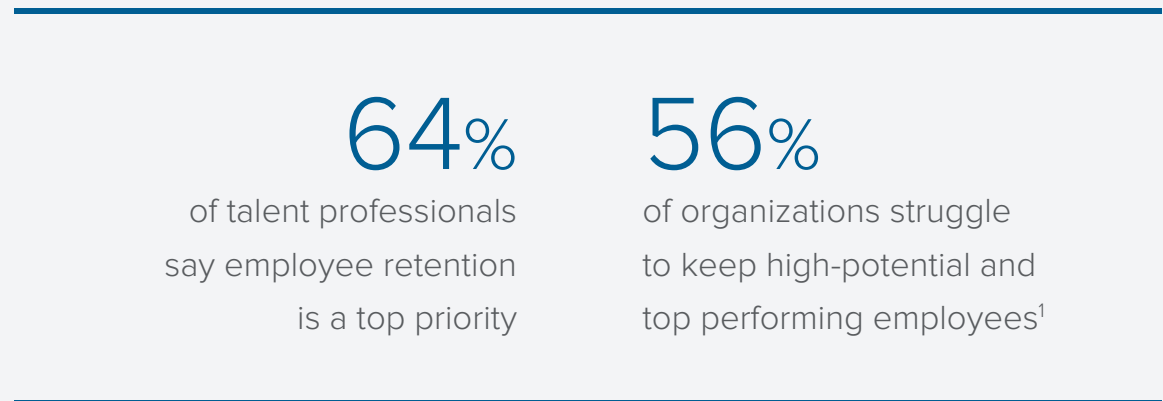 64%
of talent professionals
say employee retention
is a top priority
56%
of organizations struggle
to keep high-potential and
top performing employees¹